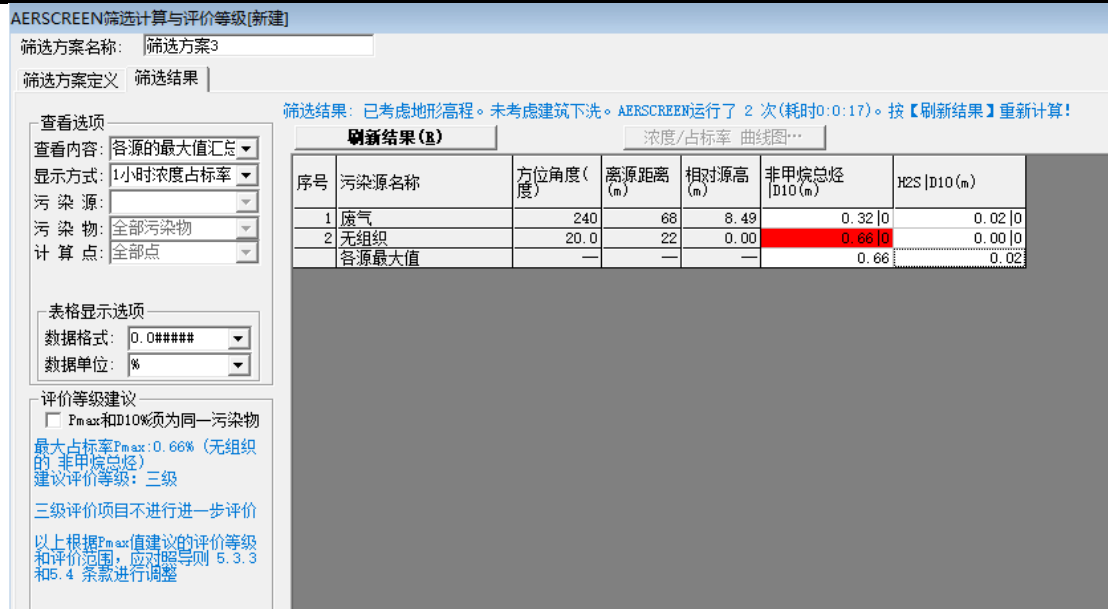 AERSCREEN筛选计算与评价等级[新建]
筛选方案名称: 筛选方案3
筛选方案定义 筛选结果
筛选结果: 已考虑地形高程。未考虑建筑下洗。AERSCREEN运行了 2 次(耗时0:0:17)。按【刷新结果】重新计算!
查看选项
查看内容: 各源的最大值汇总
显示方式: 1小时浓度占标率
污 染 源:
污 染 物: 全部污染物
计 算 点: 全部点
刷新结果(R) 浓度/占标率 曲线图…
序号 污染源名称 方位角度(度) 离源距离(m) 相对源高(m) 非甲烷总烃|D10(m) H2S|D10(m)
1 废气 240 68 8.49 0.32|0 0.02|0
2 无组织 20.0 22 0.00 0.66|0 0.00|0
各源最大值 — — — 0.66 0.02
表格显示选项
数据格式: 0.0#####
数据单位: %
评价等级建议
Pmax和D10%须为同一污染物
最大占标率Pmax:0.66% (无组织
的 非甲烷总烃)
建议评价等级: 三级
三级评价项目不进行进一步评价
以上根据Pmax值建议的评价等级
和评价范围,应对照导则 5.3.3
和5.4 条款进行调整